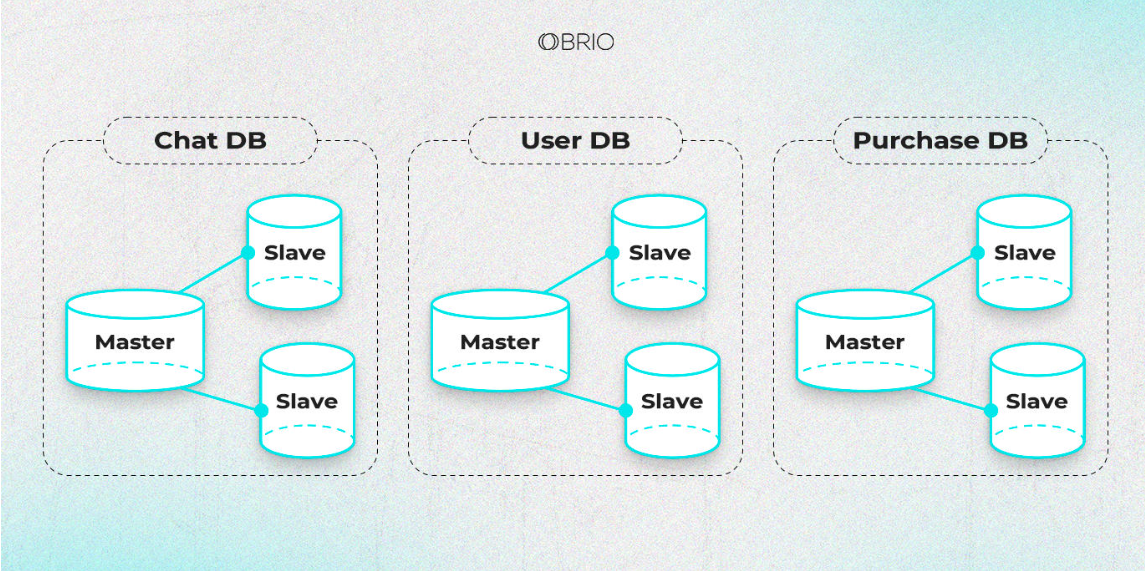 OBRIO
Chat DB
Slave
Master
Slave
User DB
Slave
Master
Slave
Purchase DB
Slave
Master
Slave